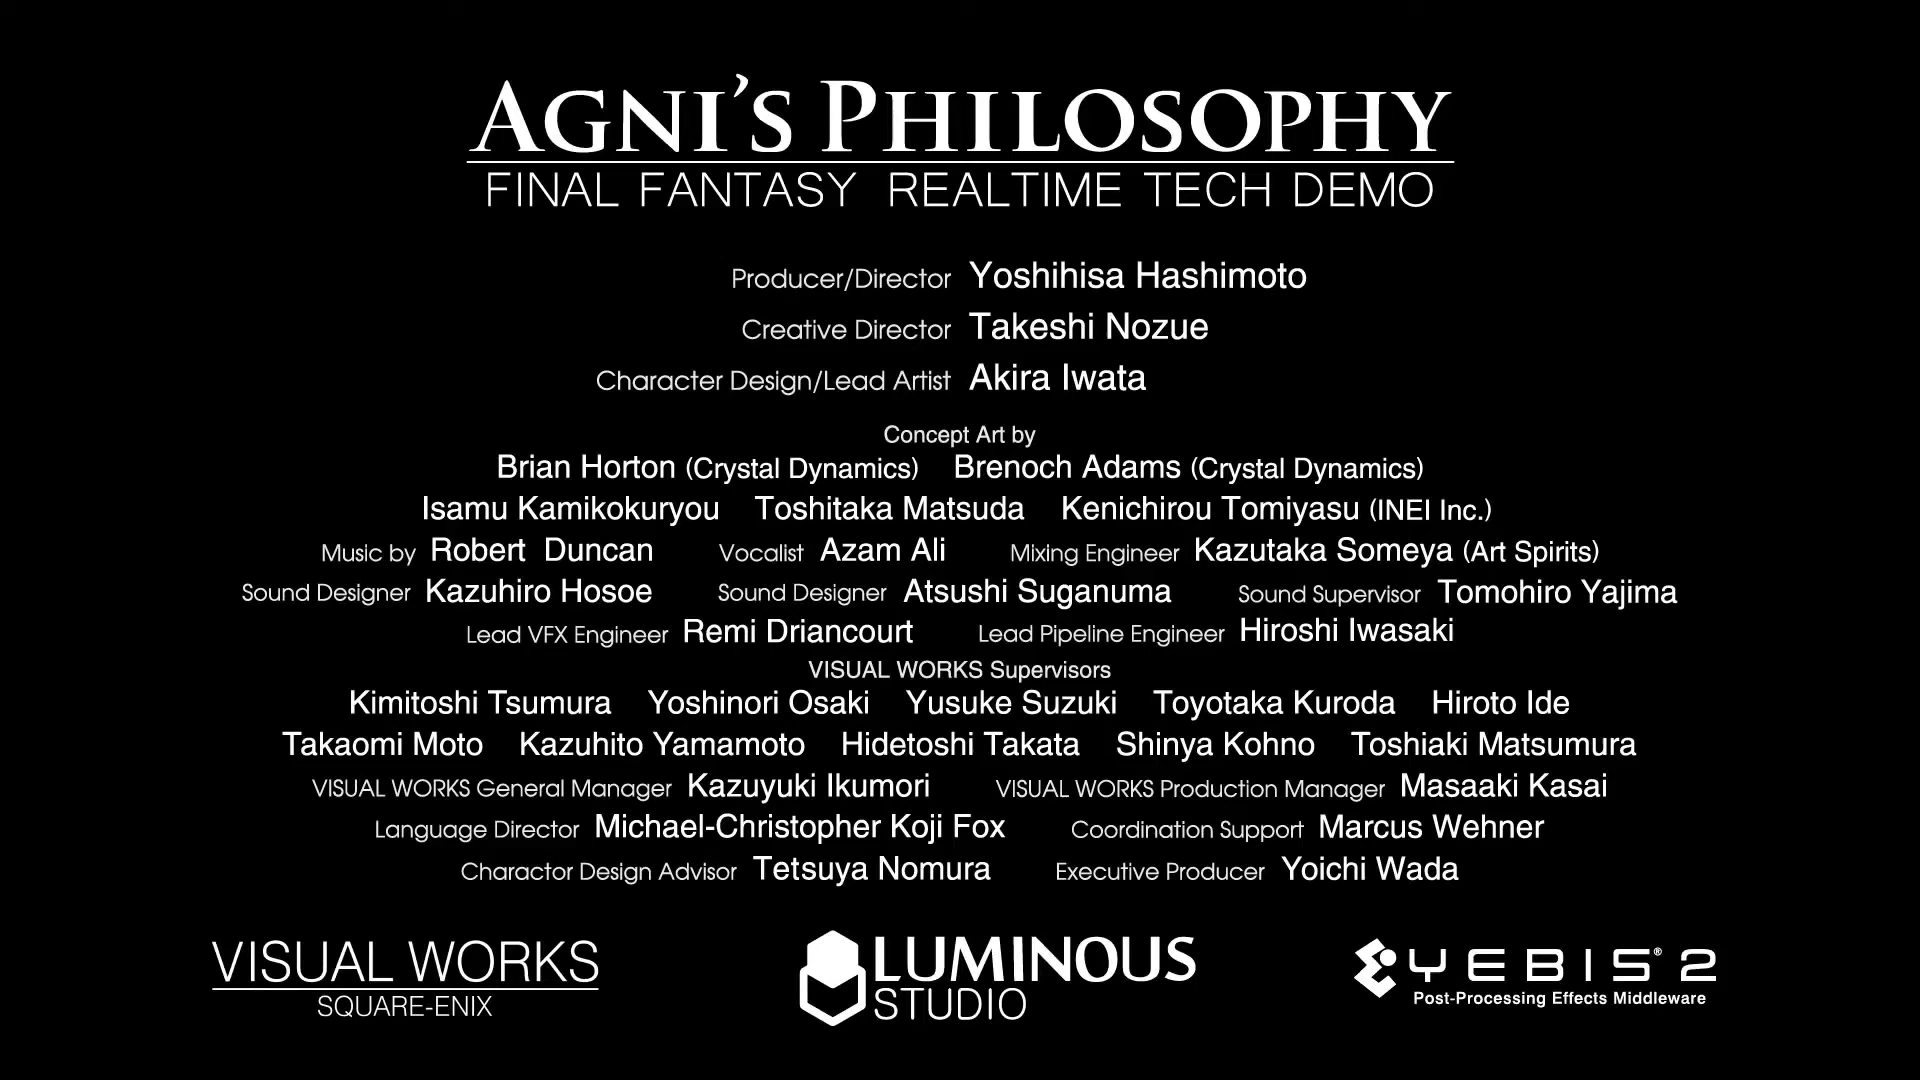 AGNI'S PHILOSOPHY
FINAL FANTASY REALTIME TECH DEMO
Producer/Director Yoshihisa Hashimoto
Creative Director Takeshi Nozue
Character Design/Lead Artist Akira Iwata
Concept Art by
Brian Horton (Crystal Dynamics) Brenoch Adams (Crystal Dynamics)
Isamu Kamikokuryou Toshitaka Matsuda Kenichirou Tomiyasu (INEI Inc.)
Music by Robert Duncan Vocalist Azam Ali Mixing Engineer Kazutaka Someya (Art Spirits)
Sound Designer Kazuhiro Hosoe Sound Designer Atsushi Suganuma Sound Supervisor Tomohiro Yajima
Lead VFX Engineer Remi Driancourt Lead Pipeline Engineer Hiroshi Iwasaki
VISUAL WORKS Supervisors
Kimitoshi Tsumura Yoshinori Osaki Yusuke Suzuki Toyotaka Kuroda Hiroto Ide
Takaomi Moto Kazuhito Yamamoto Hidetoshi Takata Shinya Kohno Toshiaki Matsumura
VISUAL WORKS General Manager Kazuyuki Ikumori VISUAL WORKS Production Manager Masaaki Kasai
Language Director Michael-Christopher Koji Fox Coordination Support Marcus Wehner
Charactor Design Advisor Tetsuya Nomura Executive Producer Yoichi Wada
VISUAL WORKS
SQUARE-ENIX
LUMINOUS
STUDIO
YEBIS® 2
Post-Processing Effects Middleware